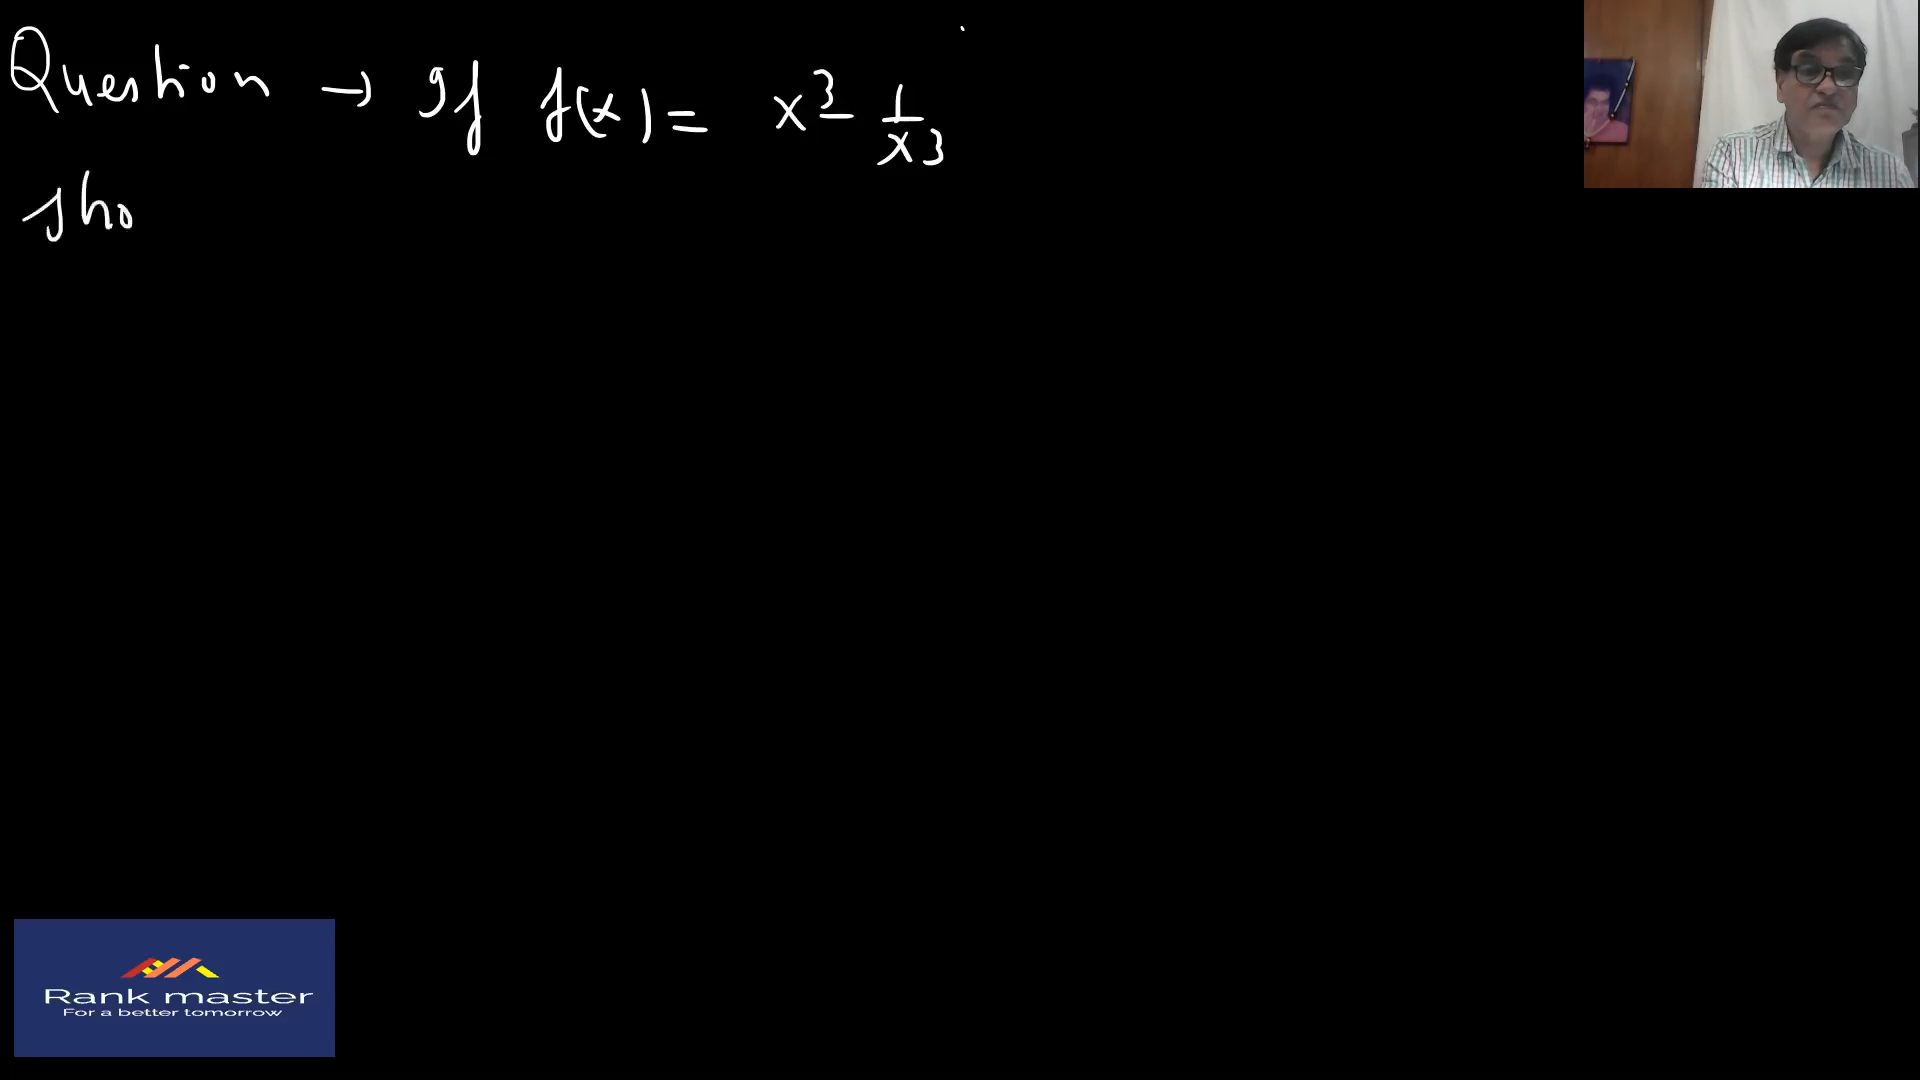 Question → If f(x) = x³ - 1/x³
sho
Rank master
For a better tomorrow